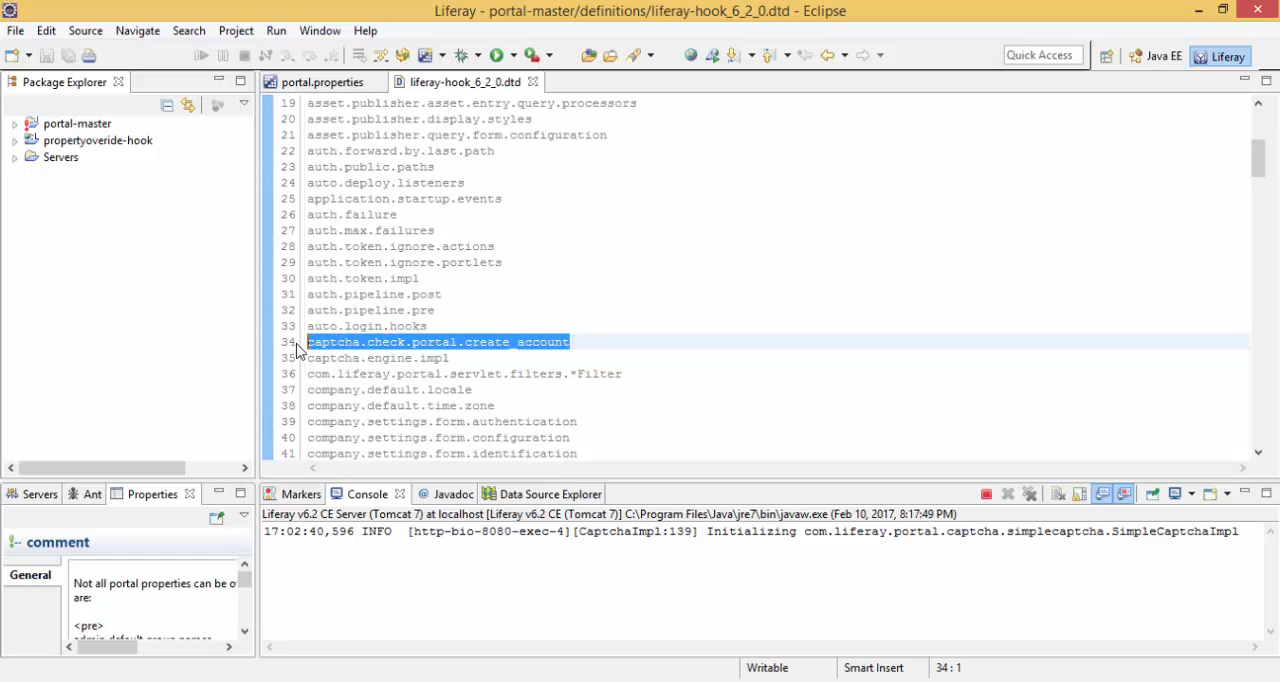 Liferay - portal-master/definitions/liferay-hook_6_2_0.dtd - Eclipse
File Edit Source Navigate Search Project Run Window Help
Quick Access Java EE Liferay
Package Explorer
portal-master
propertyoveride-hook
Servers
portal.properties liferay-hook_6_2_0.dtd
19 asset.publisher.asset.entry.query.processors
20 asset.publisher.display.styles
21 asset.publisher.query.form.configuration
22 auth.forward.by.last.path
23 auth.public.paths
24 auto.deploy.listeners
25 application.startup.events
26 auth.failure
27 auth.max.failures
28 auth.token.ignore.actions
29 auth.token.ignore.portlets
30 auth.token.impl
31 auth.pipeline.post
32 auth.pipeline.pre
33 auto.login.hooks
34 captcha.check.portal.create_account
35 captcha.engine.impl
36 com.liferay.portal.servlet.filters.*Filter
37 company.default.locale
38 company.default.time.zone
39 company.settings.form.authentication
40 company.settings.form.configuration
41 company.settings.form.identification
Servers Ant Properties
comment
General
Not all portal properties can be o
are:
<pre>
Markers Console Javadoc Data Source Explorer
Liferay v6.2 CE Server (Tomcat 7) at localhost [Liferay v6.2 CE (Tomcat 7)] C:\Program Files\Java\jre7\bin\javaw.exe (Feb 10, 2017, 8:17:49 PM)
17:02:40,596 INFO [http-bio-8080-exec-4][CaptchaImpl:139] Initializing com.liferay.portal.captcha.simplecaptcha.SimpleCaptchaImpl
Writable Smart Insert 34 : 1